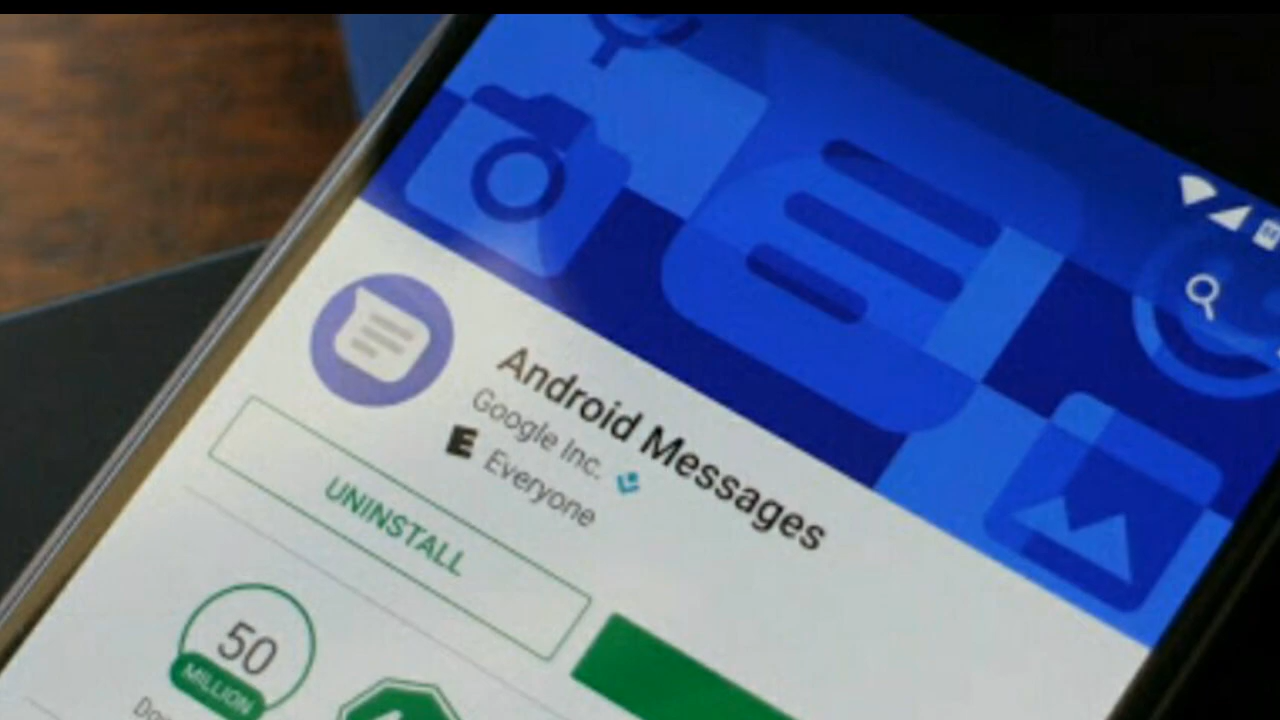 Android Messages
Google Inc.
E Everyone
UNINSTALL
50
MILLION